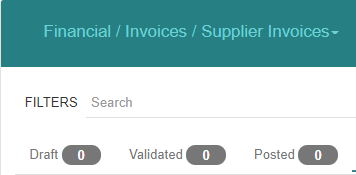 Financial / Invoices / Supplier Invoices
FILTERS Search
Draft 0 Validated 0 Posted 0